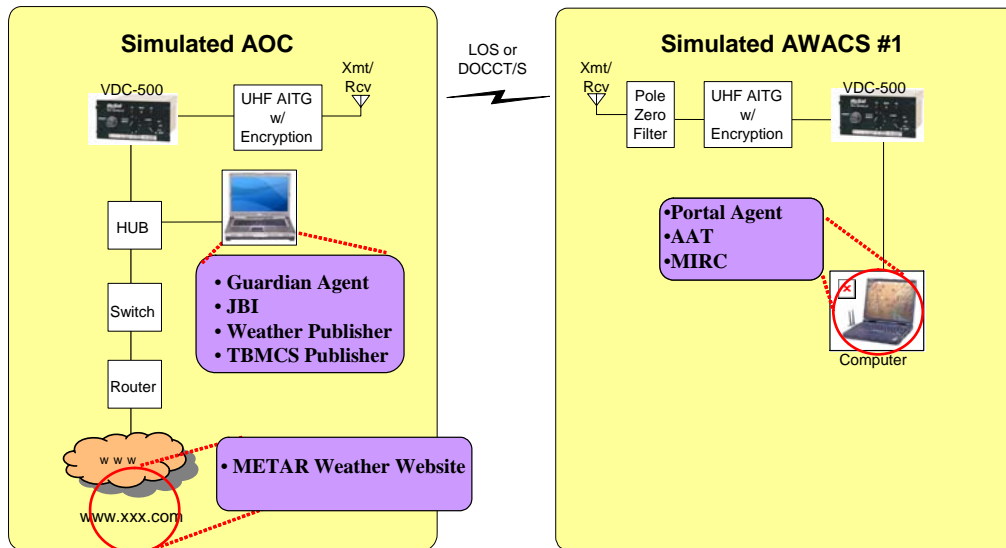 Simulated AOC
VDC-500
UHF AITG
w/
Encryption
Xmt/
Rcv
HUB
• Guardian Agent
• JBI
• Weather Publisher
• TBMCS Publisher
Switch
Router
w w w
• METAR Weather Website
www.xxx.com
LOS or
DOCCT/S
Simulated AWACS #1
Xmt/
Rcv
Pole
Zero
Filter
UHF AITG
w/
Encryption
VDC-500
•Portal Agent
•AAT
•MIRC
Computer